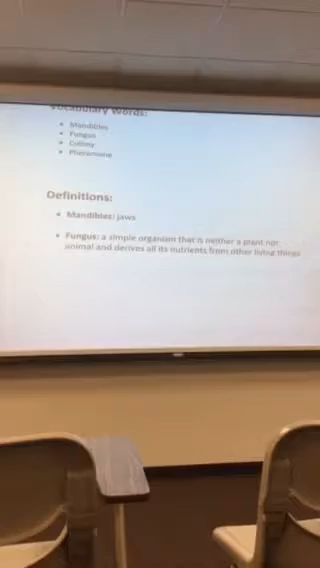 Vocabulary Words:
• Mandibles
• Fungus
• Colony
• Pheromone
Definitions:
• Mandibles: jaws
• Fungus: a simple organism that is neither a plant nor
animal and derives all its nutrients from other living things